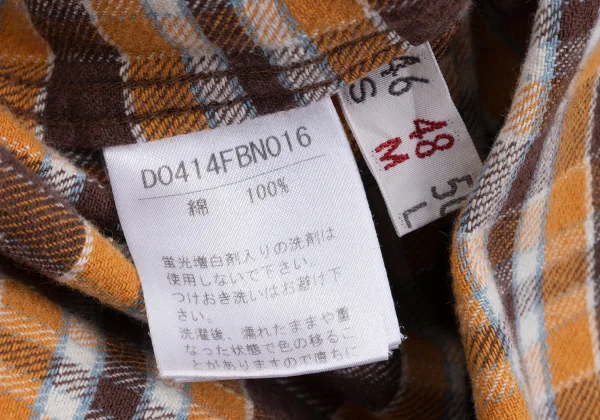 D0414FBN016
綿 100%
蛍光増白剤入りの洗剤は
使用しないで下さい。
つけおき洗いはお避け下
さい。
洗濯後、濡れたままや重
なった状態で色の移るこ
とがありますので直ちに
46 48 50
S M L